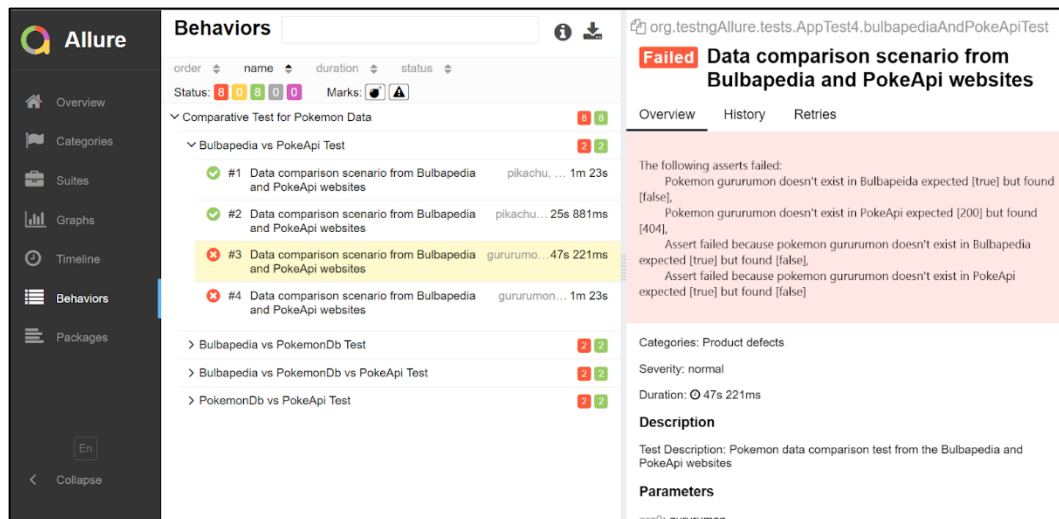 Allure
Overview
Categories
Suites
Graphs
Timeline
Behaviors
Packages
En
Collapse
Behaviors
order name duration status
Status: 8 0 8 0 0 Marks:
Comparative Test for Pokemon Data 8 8
Bulbapedia vs PokeApi Test 2 2
#1 Data comparison scenario from Bulbapedia pikachu, ... 1m 23s
and PokeApi websites
#2 Data comparison scenario from Bulbapedia pikachu... 25s 881ms
and PokeApi websites
#3 Data comparison scenario from Bulbapedia gururumo... 47s 221ms
and PokeApi websites
#4 Data comparison scenario from Bulbapedia gururumon... 1m 23s
and PokeApi websites
Bulbapedia vs PokemonDb Test 2 2
Bulbapedia vs PokemonDb vs PokeApi Test 2 2
PokemonDb vs PokeApi Test 2 2
org.testngAllure.tests.AppTest4.bulbapediaAndPokeApiTest
Failed Data comparison scenario from
Bulbapedia and PokeApi websites
Overview History Retries
The following asserts failed:
Pokemon gururumon doesn't exist in Bulbapeida expected [true] but found
[false],
Pokemon gururumon doesn't exist in PokeApi expected [200] but found
[404],
Assert failed because pokemon gururumon doesn't exist in Bulbapedia
expected [true] but found [false],
Assert failed because pokemon gururumon doesn't exist in PokeApi
expected [true] but found [false]
Categories: Product defects
Severity: normal
Duration: 47s 221ms
Description
Test Description: Pokemon data comparison test from the Bulbapedia and
PokeApi websites
Parameters